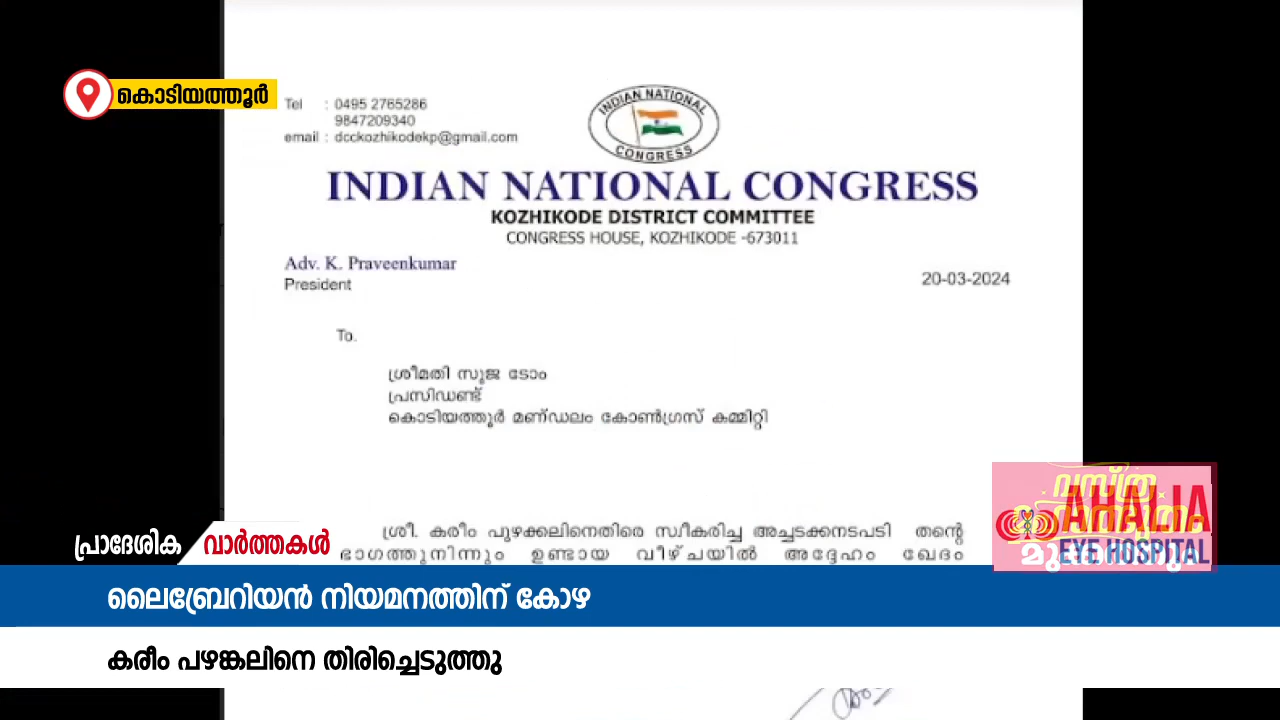 കൊടിയത്തൂർ
Tel : 0495 2765286
9847209340
email : dcckozhikodekp@gmail.com
INDIAN NATIONAL
CONGRESS
INDIAN NATIONAL CONGRESS
KOZHIKODE DISTRICT COMMITTEE
CONGRESS HOUSE, KOZHIKODE -673011
Adv. K. Praveenkumar
President
20-03-2024
To.
ശ്രീമതി സുജ ടോം
പ്രസിഡണ്ട്
കൊടിയത്തൂർ മണ്ഡലം കോൺഗ്രസ് കമ്മിറ്റി
ശ്രീ. കരീം പുഴക്കലിനെതിരെ സ്വീകരിച്ച അച്ചടക്കനടപടി തന്റെ
ഭാഗത്തുനിന്നും ഉണ്ടായ വീഴ്ചയിൽ അദ്ദേഹം ഖേദം
വസ്ത്ര
AHALIA
EYE HOSPITAL
പ്രാദേശിക വാർത്തകൾ
ലൈബ്രേറിയൻ നിയമനത്തിന് കോഴ
കരീം പഴങ്കലിനെ തിരിച്ചെടുത്തു